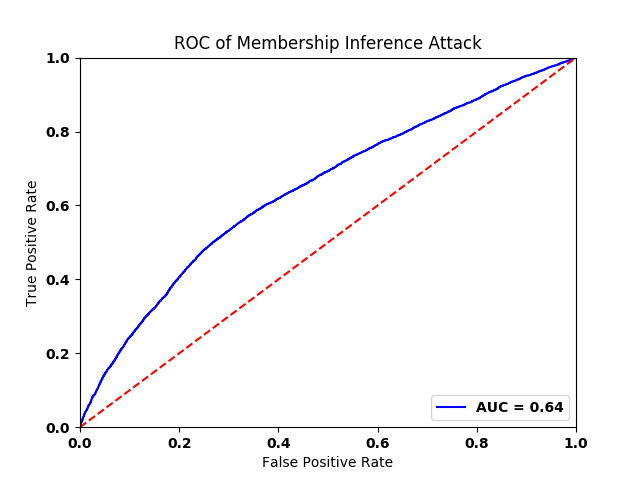 ROC of Membership Inference Attack
1.0
0.8
0.6
0.4
0.2
0.0
True Positive Rate
AUC = 0.64
0.0 0.2 0.4 0.6 0.8 1.0
False Positive Rate